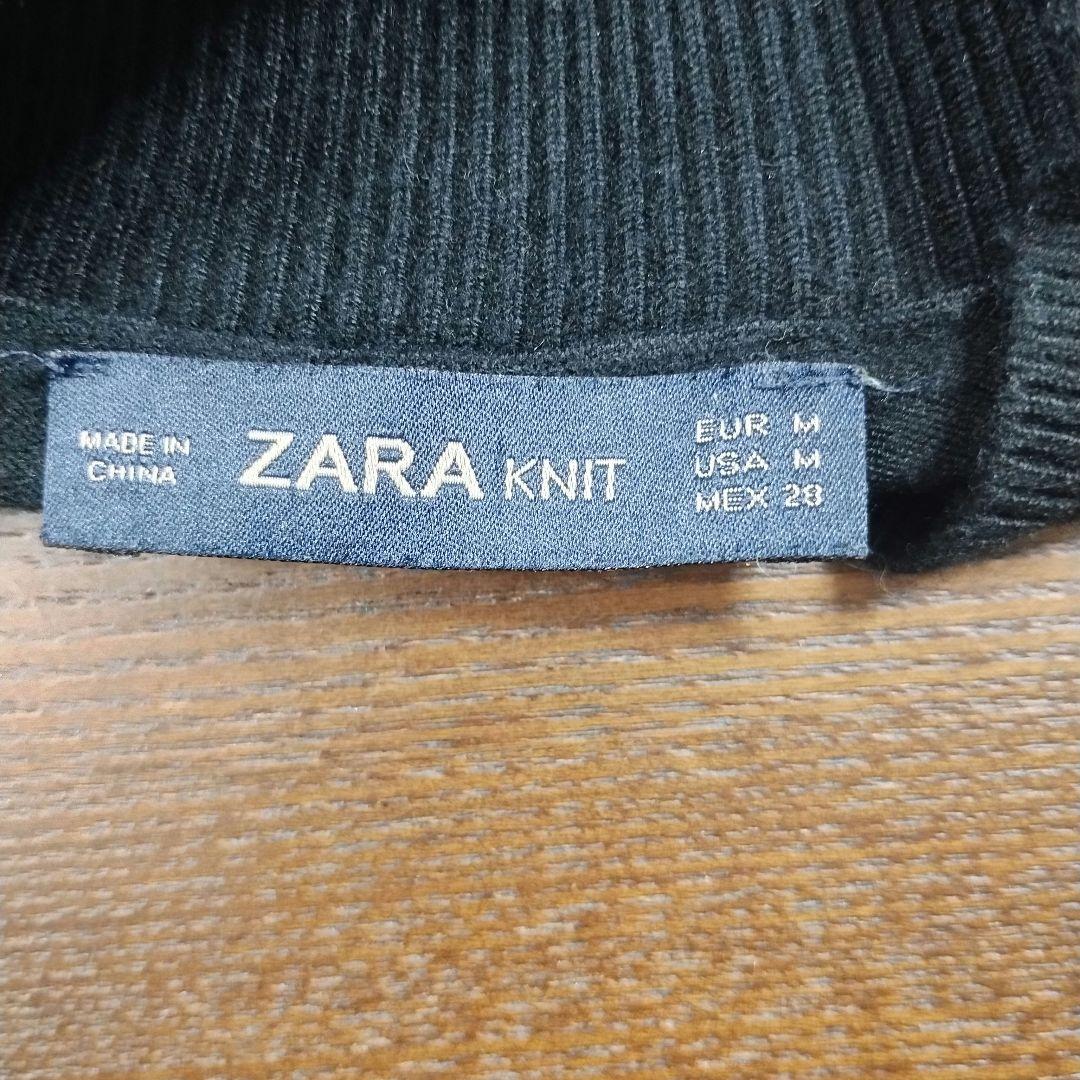 MADE IN
CHINA
ZARA KNIT
EUR M
USA M
MEX 28